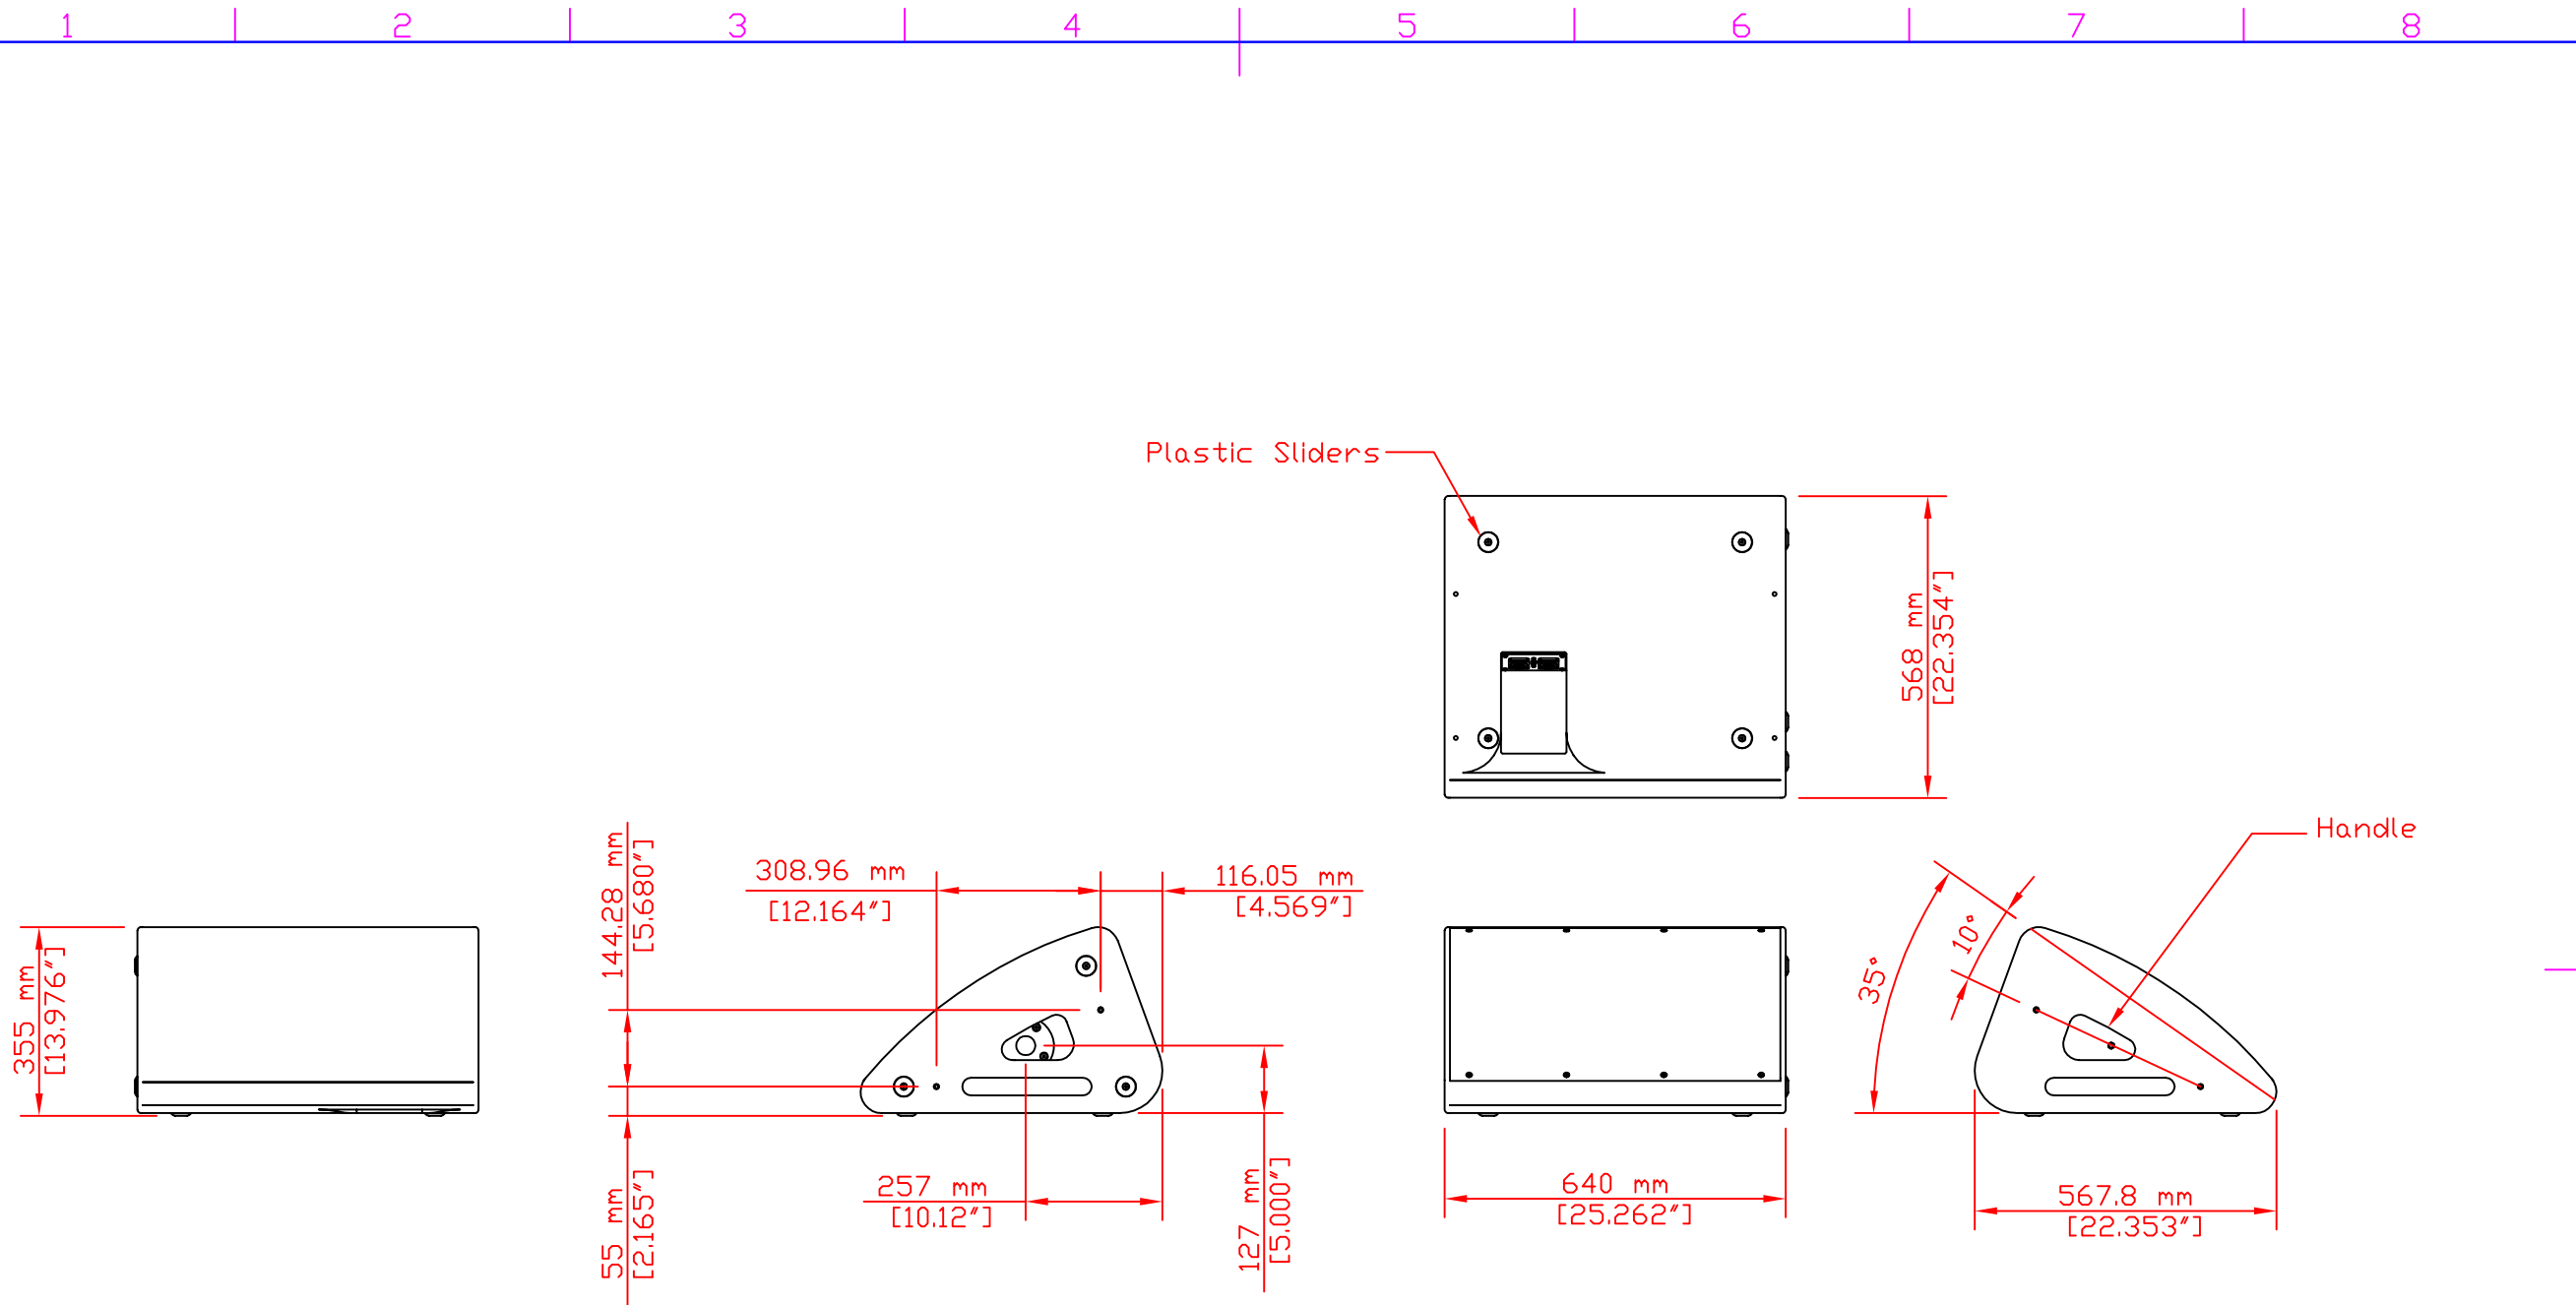 1 2 3 4 5 6 7 8
Plastic Sliders
568 mm
[22.354"]
Handle
355 mm
[13.976"]
144.28 mm
[5.680"]
308.96 mm
[12.164"]
116.05 mm
[4.569"]
35°
10°
55 mm
[2.165"]
257 mm
[10.12"]
127 mm
[5.000"]
640 mm
[25.262"]
567.8 mm
[22.353"]